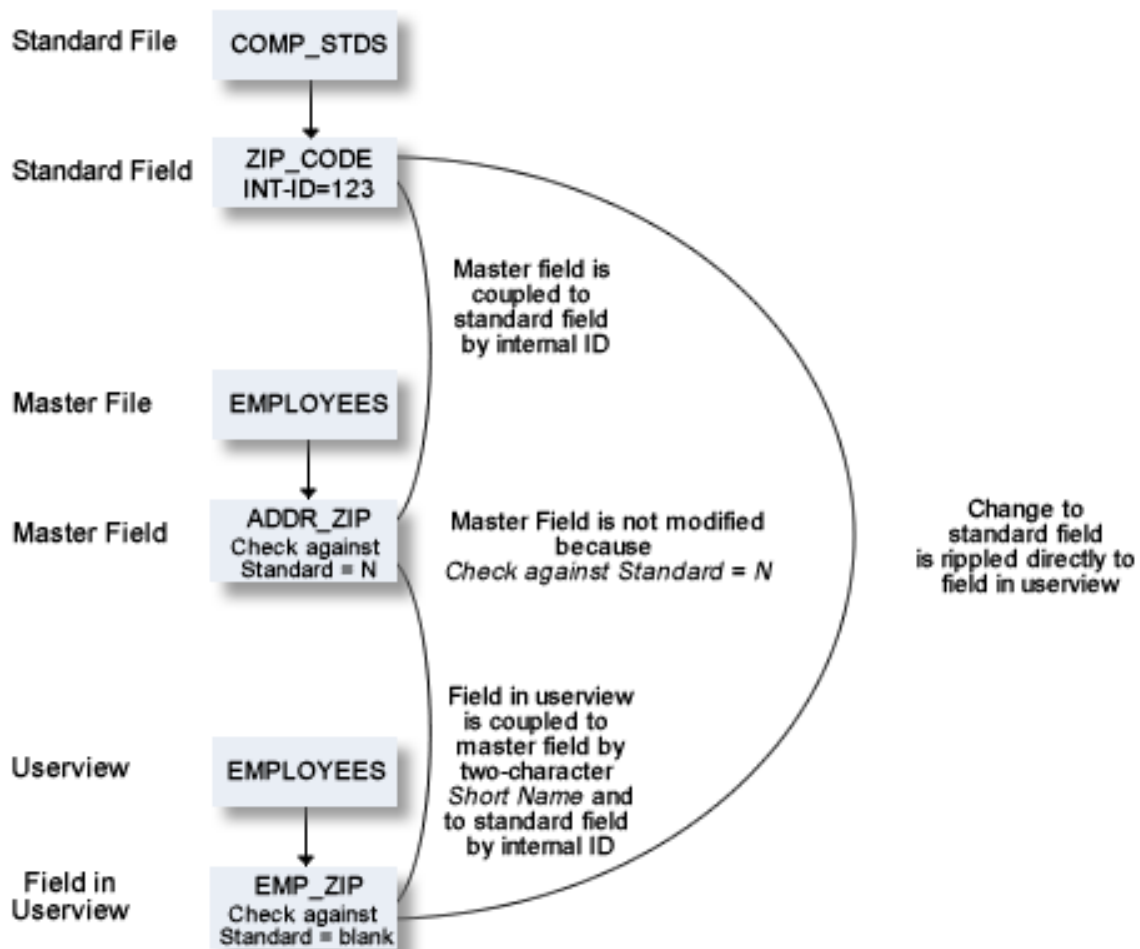 Standard File
COMP_STDS
Standard Field
ZIP_CODE
INT-ID=123
Master field is
coupled to
standard field
by internal ID
Master File
EMPLOYEES
Master Field
ADDR_ZIP
Check against
Standard = N
Master Field is not modified
because
Check against Standard = N
Change to
standard field
is rippled directly to
field in userview
Field in userview
is coupled to
master field by
two-character
Short Name and
to standard field
by internal ID
Userview
EMPLOYEES
Field in
Userview
EMP_ZIP
Check against
Standard = blank